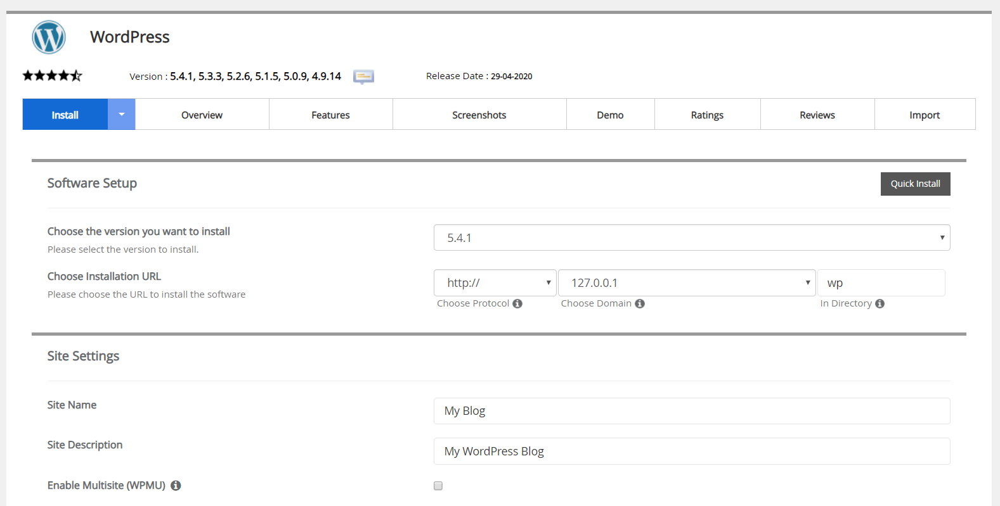 WordPress
Version : 5.4.1, 5.3.3, 5.2.6, 5.1.5, 5.0.9, 4.9.14 Release Date : 29-04-2020
Install Overview Features Screenshots Demo Ratings Reviews Import
Software Setup Quick Install
Choose the version you want to install 5.4.1
Please select the version to install.
Choose Installation URL http:// 127.0.0.1 wp
Please choose the URL to install the software Choose Protocol Choose Domain In Directory
Site Settings
Site Name My Blog
Site Description My WordPress Blog
Enable Multisite (WPMU)